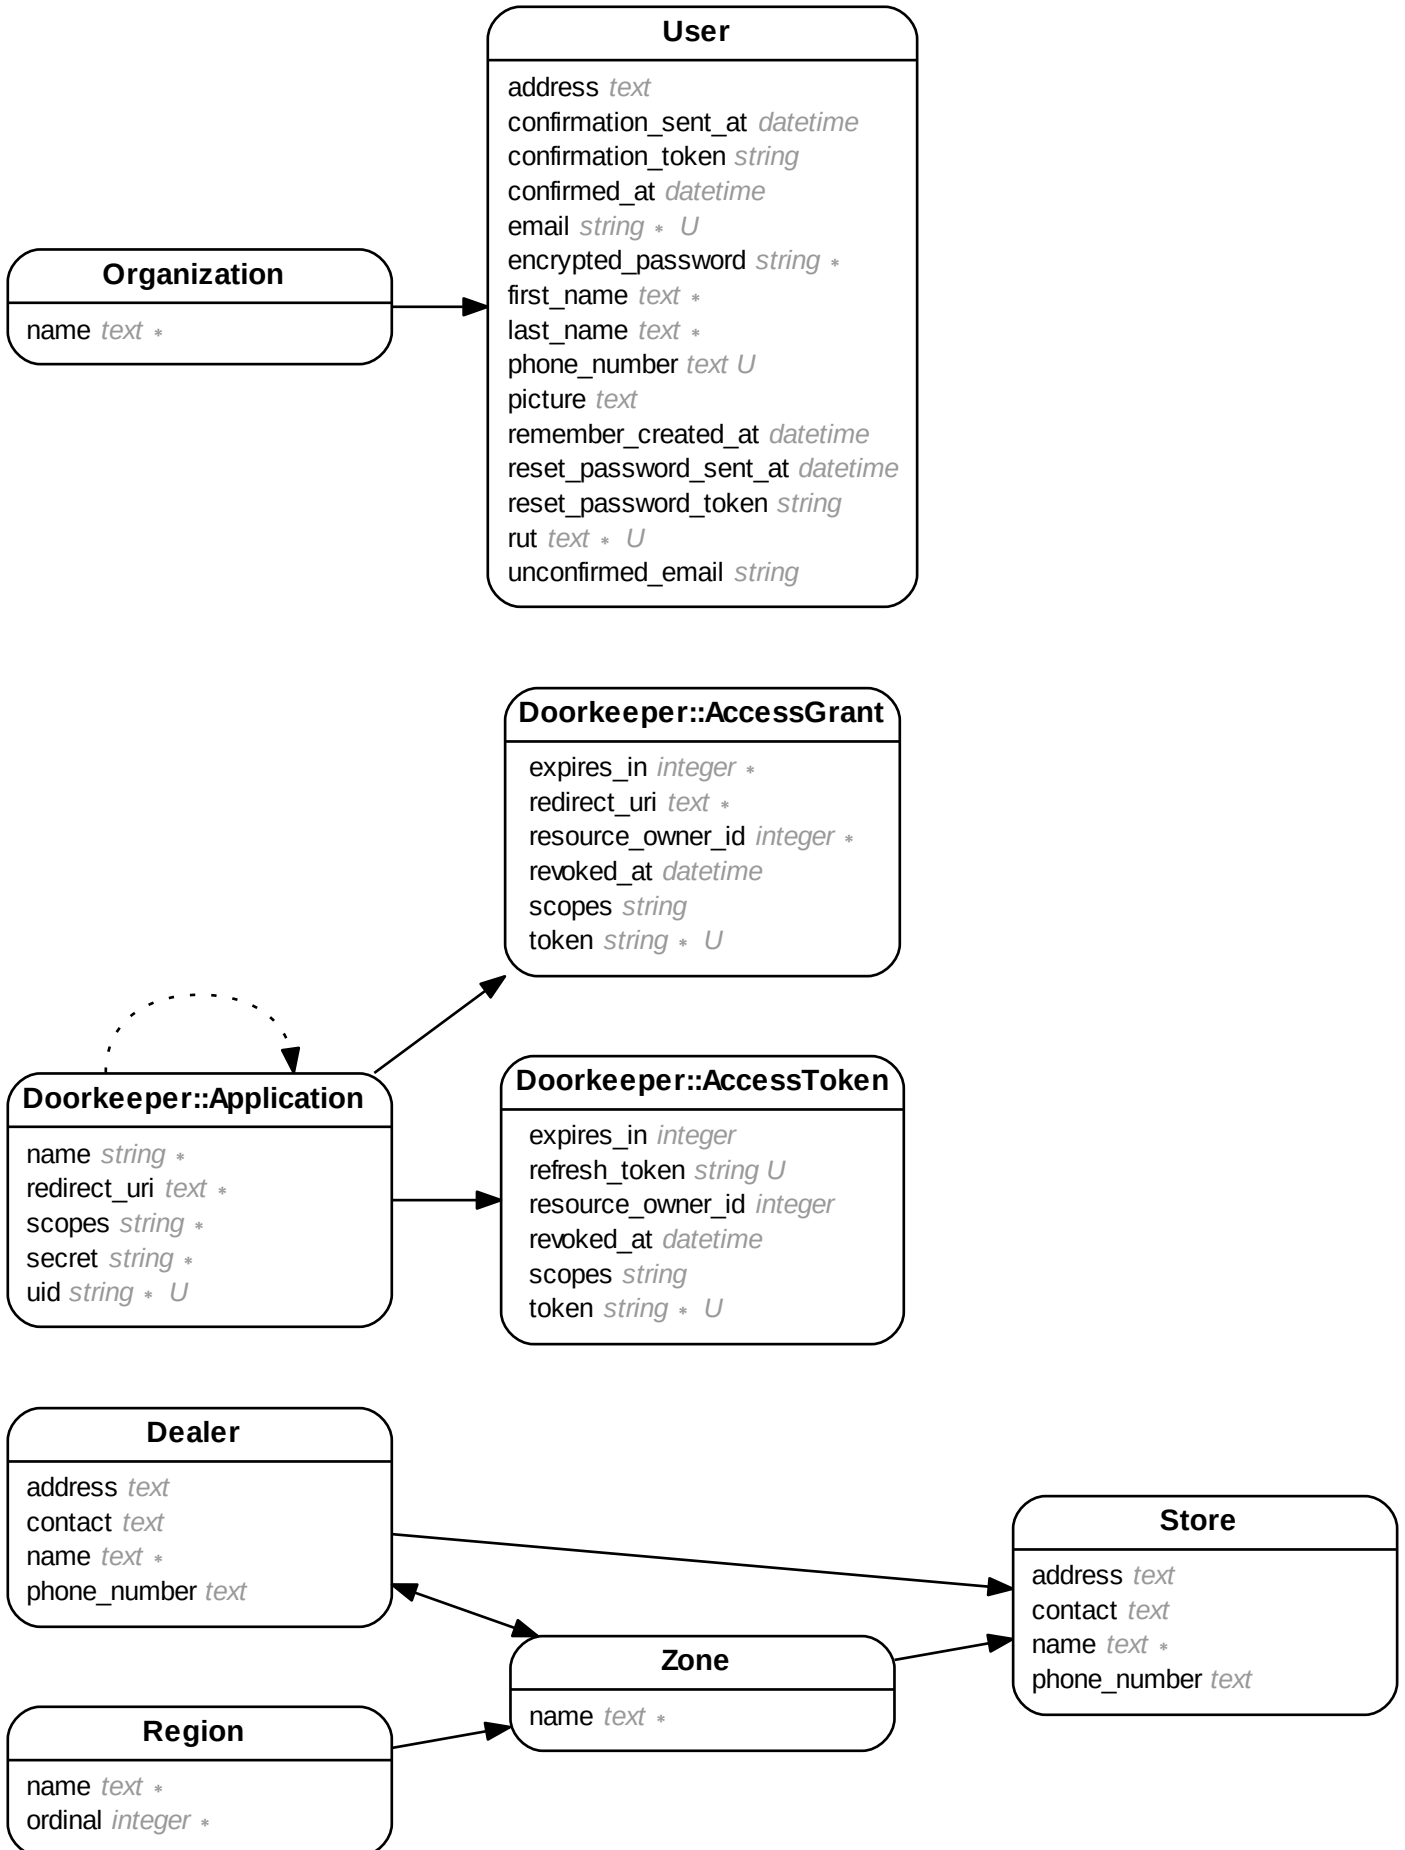 User
address text
confirmation_sent_at datetime
confirmation_token string
confirmed_at datetime
email string * U
encrypted_password string *
first_name text *
last_name text *
phone_number text U
picture text
remember_created_at datetime
reset_password_sent_at datetime
reset_password_token string
rut text * U
unconfirmed_email string
Organization
name text *
Doorkeeper::AccessGrant
expires_in integer *
redirect_uri text *
resource_owner_id integer *
revoked_at datetime
scopes string
token string * U
Doorkeeper::Application
name string *
redirect_uri text *
scopes string *
secret string *
uid string * U
Doorkeeper::AccessToken
expires_in integer
refresh_token string U
resource_owner_id integer
revoked_at datetime
scopes string
token string * U
Dealer
address text
contact text
name text *
phone_number text
Store
address text
contact text
name text *
phone_number text
Zone
name text *
Region
name text *
ordinal integer *